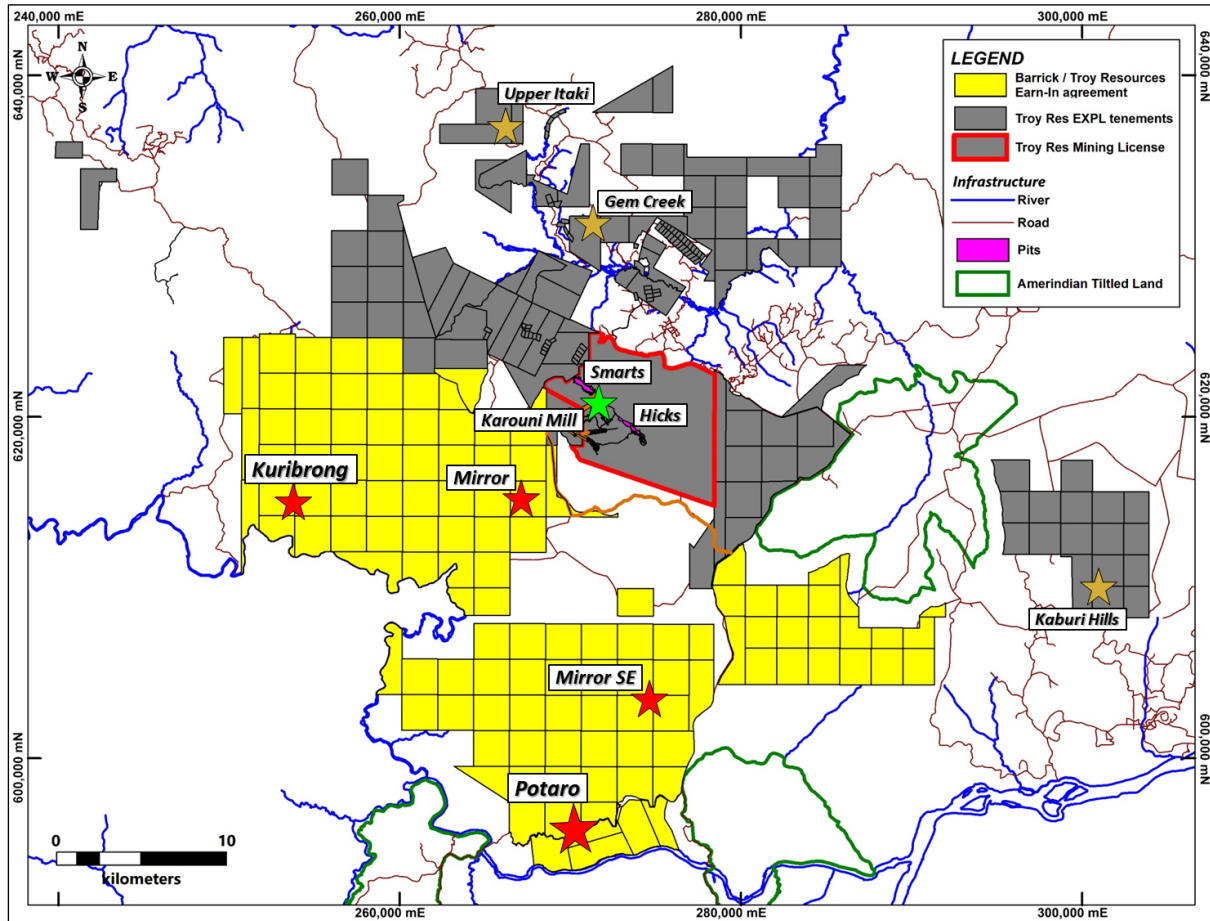 240,000 mE
260,000 mE
280,000 mE
300,000 mE
640,000 mN
640,000 mN
N
W
E
S
LEGEND
Barrick / Troy Resources
Earn-In agreement
Troy Res EXPL tenements
Troy Res Mining License
Infrastructure
River
Road
Pits
Amerindian Tiltled Land
Upper Itaki
Gem Creek
Smarts
Karouni Mill
Hicks
620,000 mN
620,000 mN
Kuribrong
Mirror
Kaburi Hills
Mirror SE
600,000 mN
600,000 mN
Potaro
0
10
kilometers
240,000 mE
260,000 mE
280,000 mE
300,000 mE